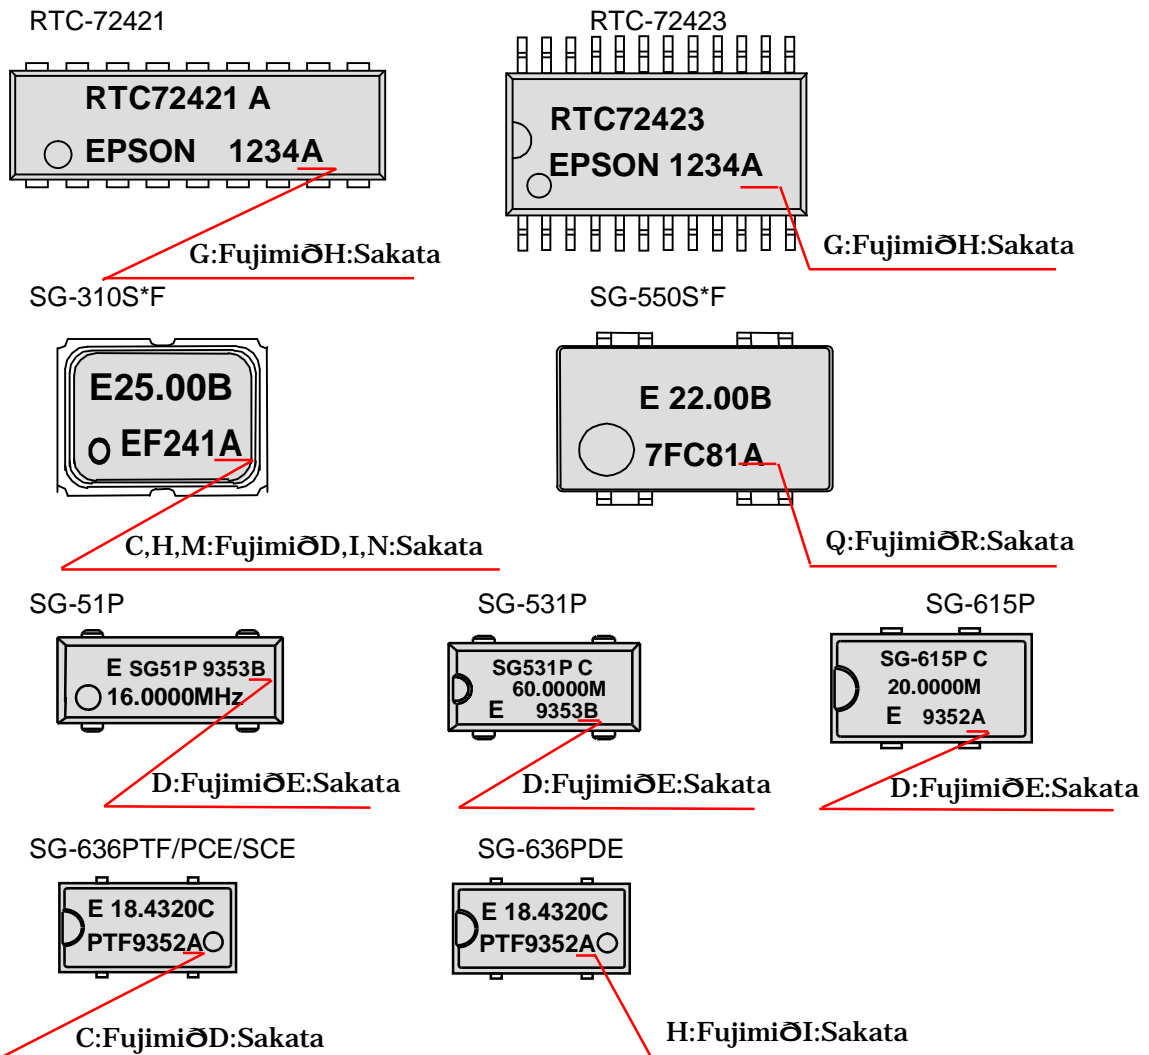 RTC-72421
RTC-72423
RTC72421 A
EPSON 1234A
RTC72423
EPSON 1234A
G:FujimiðH:Sakata
G:FujimiðH:Sakata
SG-310S*F
SG-550S*F
E25.00B
EF241A
E 22.00B
7FC81A
C,H,M:FujimiðD,I,N:Sakata
Q:FujimiðR:Sakata
SG-51P
SG-531P
SG-615P
E SG51P 9353B
16.0000MHz
SG531P C
60.0000M
E 9353B
SG-615P C
20.0000M
E 9352A
D:FujimiðE:Sakata
D:FujimiðE:Sakata
D:FujimiðE:Sakata
SG-636PTF/PCE/SCE
SG-636PDE
E 18.4320C
PTF9352A
E 18.4320C
PTF9352A
C:FujimiðD:Sakata
H:FujimiðI:Sakata